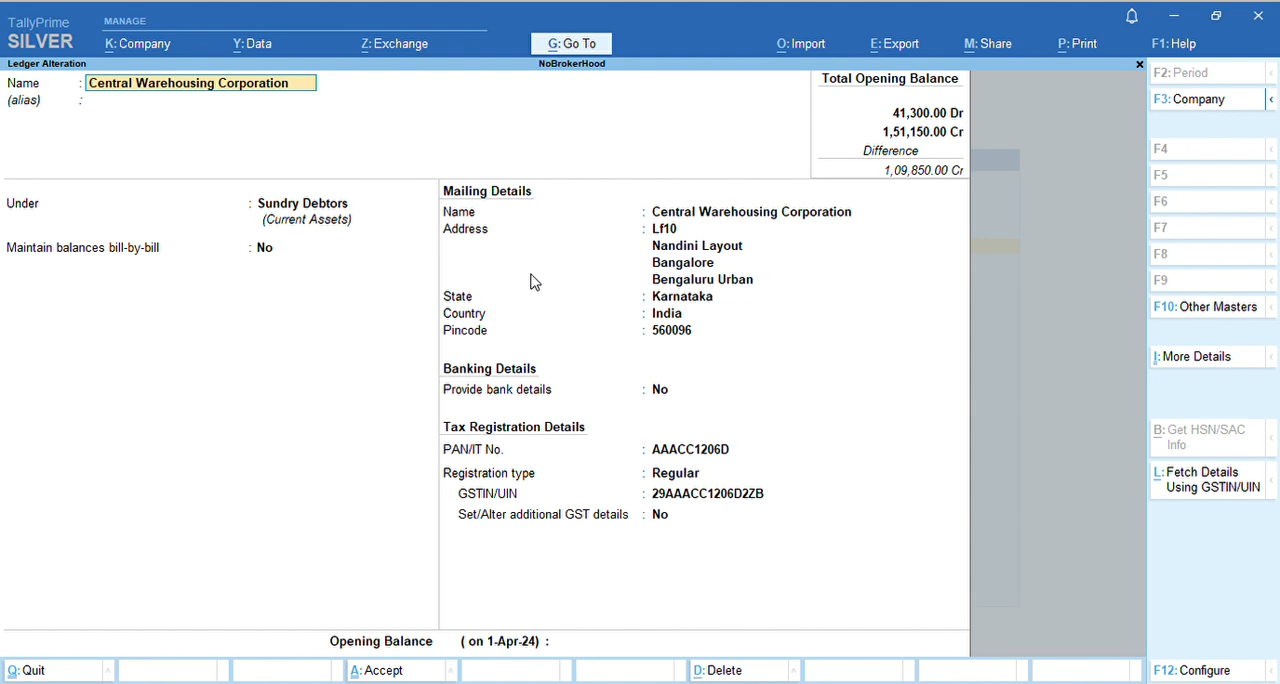 TallyPrime
SILVER
MANAGE
K: Company
Y: Data
Z: Exchange
G: Go To
O: Import
E: Export
M: Share
P: Print
F1: Help
Ledger Alteration
NoBrokerHood
Name : Central Warehousing Corporation
(alias) :
Total Opening Balance
41,300.00 Dr
1,51,150.00 Cr
Difference
1,09,850.00 Cr
Under : Sundry Debtors
(Current Assets)
Maintain balances bill-by-bill : No
Mailing Details
Name : Central Warehousing Corporation
Address : Lf10
Nandini Layout
Bangalore
Bengaluru Urban
State : Karnataka
Country : India
Pincode : 560096
Banking Details
Provide bank details : No
Tax Registration Details
PAN/IT No. : AAACC1206D
Registration type : Regular
GSTIN/UIN : 29AAACC1206D2ZB
Set/Alter additional GST details : No
Opening Balance ( on 1-Apr-24) :
F2: Period
F3: Company
F4
F5
F6
F7
F8
F9
F10: Other Masters
I: More Details
B: Get HSN/SAC
Info
L: Fetch Details
Using GSTIN/UIN
Q: Quit
A: Accept
D: Delete
F12: Configure